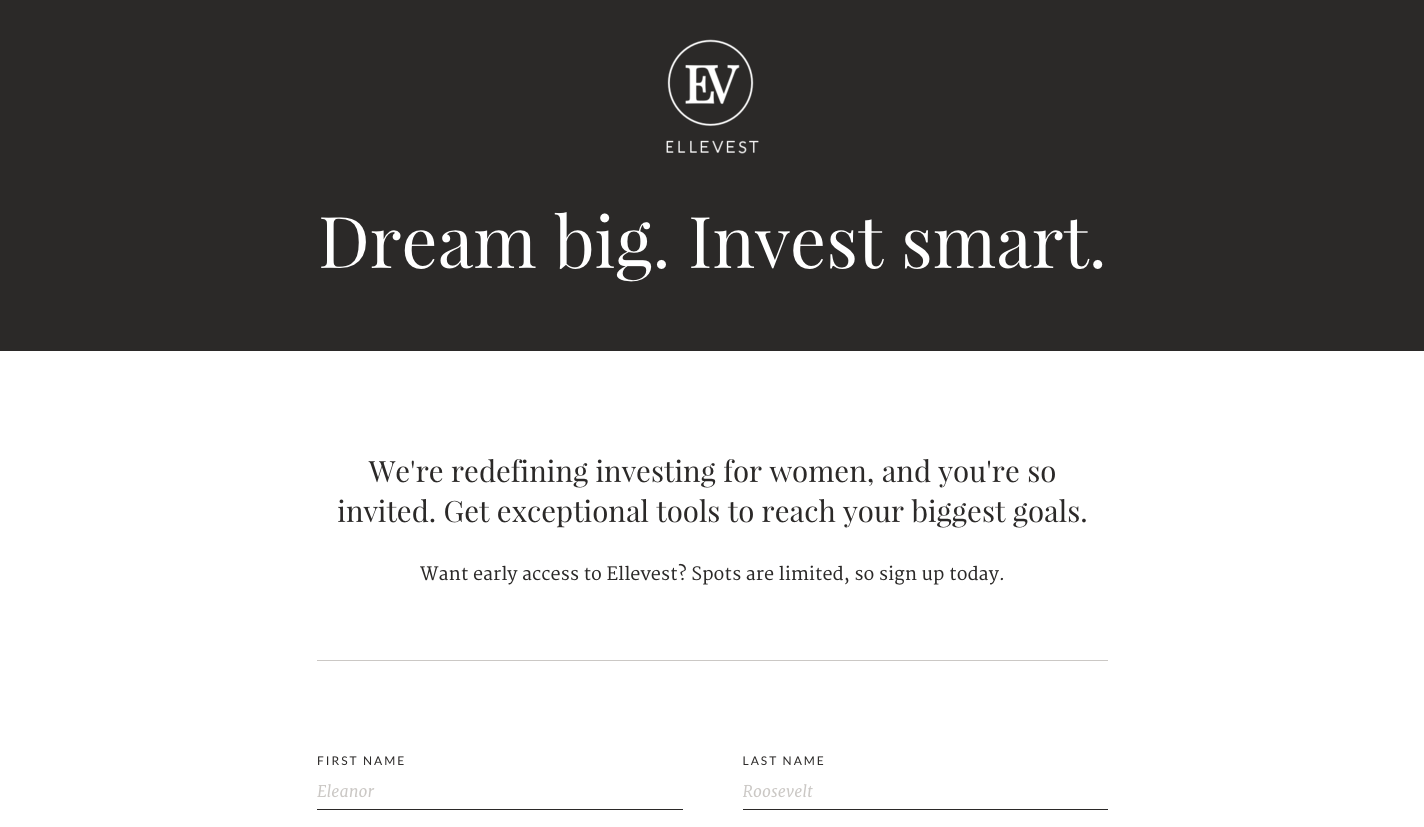 EV
ELLEVEST
Dream big. Invest smart.
We're redefining investing for women, and you're so
invited. Get exceptional tools to reach your biggest goals.
Want early access to Ellevest? Spots are limited, so sign up today.
FIRST NAME
LAST NAME
Eleanor
Roosevelt